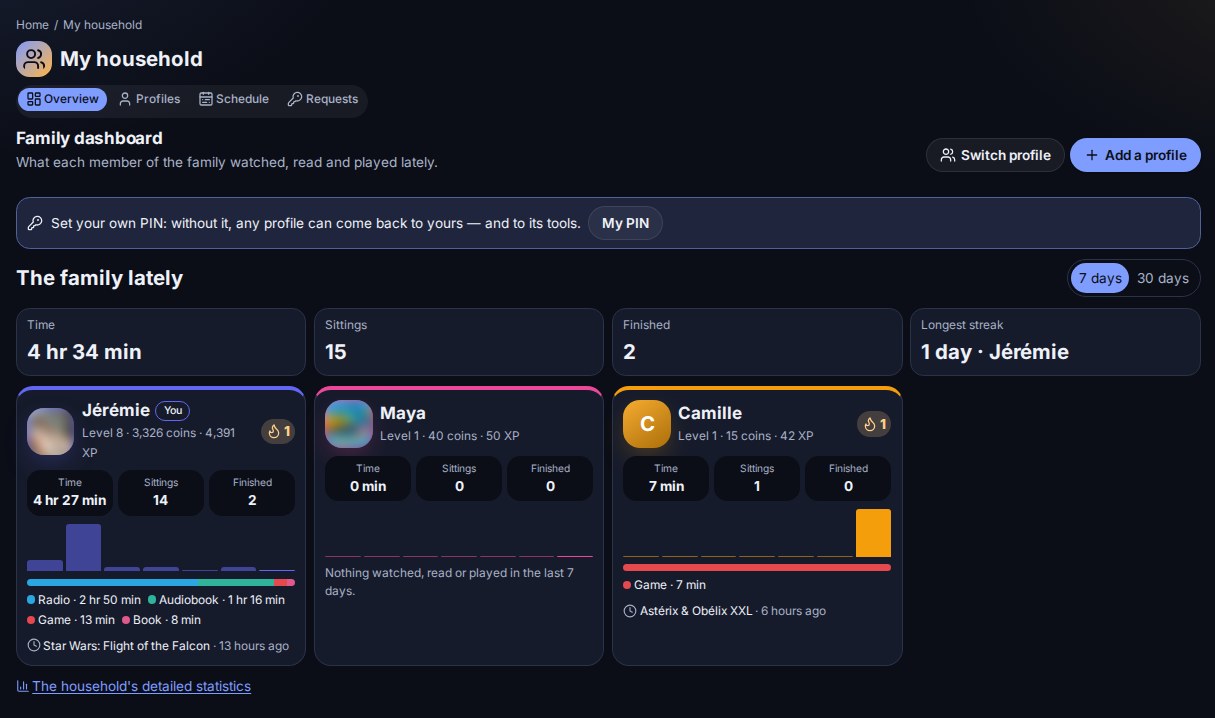 Home / My household
My household
Overview Profiles Schedule Requests
Family dashboard
What each member of the family watched, read and played lately.
Switch profile Add a profile
Set your own PIN: without it, any profile can come back to yours — and to its tools. My PIN
The family lately
7 days 30 days
Time
4 hr 34 min
Sittings
15
Finished
2
Longest streak
1 day · Jérémie
Jérémie You
Level 8 · 3,326 coins · 4,391
XP
1
Time
4 hr 27 min
Sittings
14
Finished
2
Radio · 2 hr 50 min Audiobook · 1 hr 16 min
Game · 13 min Book · 8 min
Star Wars: Flight of the Falcon · 13 hours ago
Maya
Level 1 · 40 coins · 50 XP
Time
0 min
Sittings
0
Finished
0
Nothing watched, read or played in the last 7
days.
C
Camille
Level 1 · 15 coins · 42 XP
1
Time
7 min
Sittings
1
Finished
0
Game · 7 min
Astérix & Obélix XXL · 6 hours ago
The household's detailed statistics